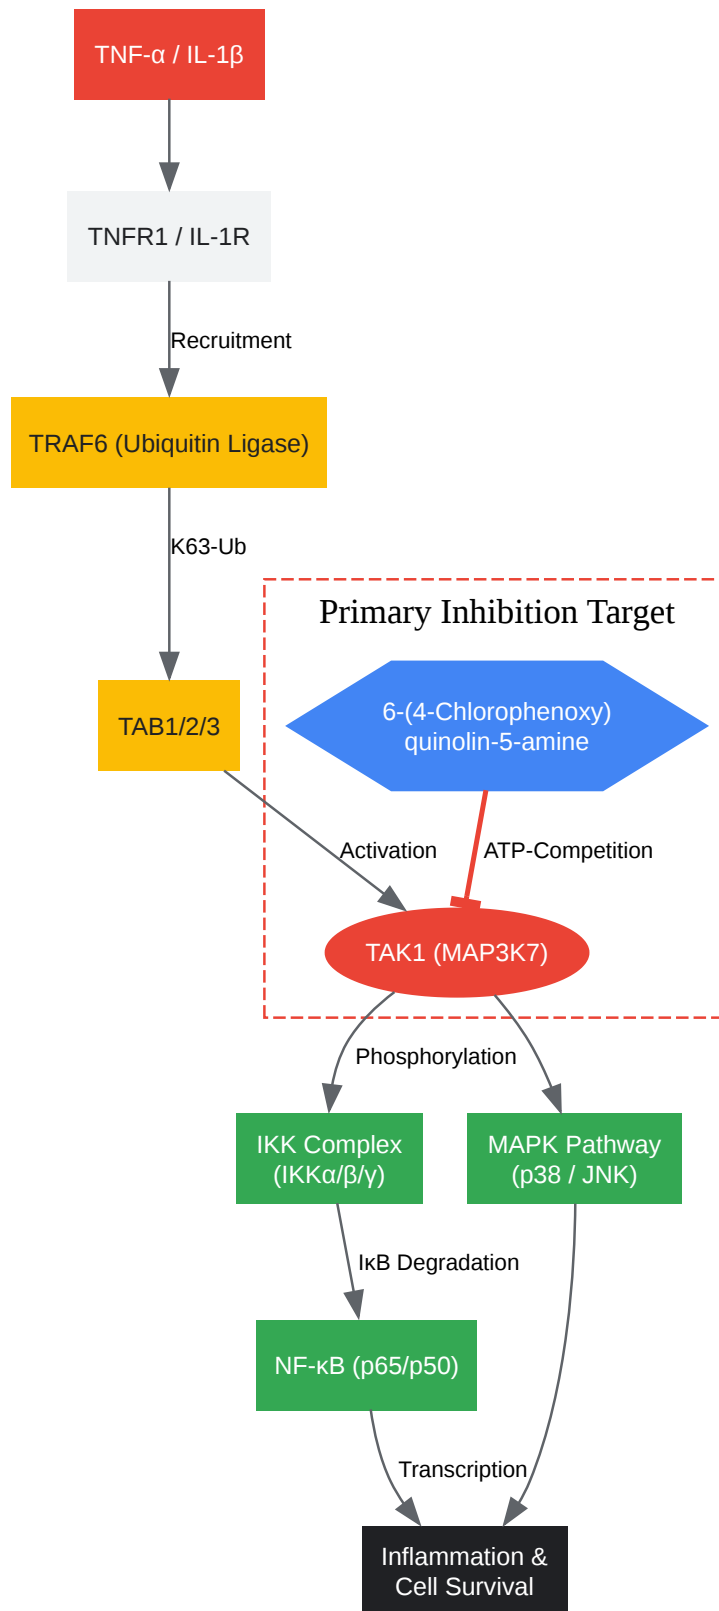 TNF-α / IL-1β
TNFR1 / IL-1R
Recruitment
TRAF6 (Ubiquitin Ligase)
K63-Ub
Primary Inhibition Target
6-(4-Chlorophenoxy)
quinolin-5-amine
TAB1/2/3
Activation
ATP-Competition
TAK1 (MAP3K7)
Phosphorylation
IKK Complex
(IKKα/β/γ)
MAPK Pathway
(p38 / JNK)
IκB Degradation
NF-κB (p65/p50)
Transcription
Inflammation &
Cell Survival